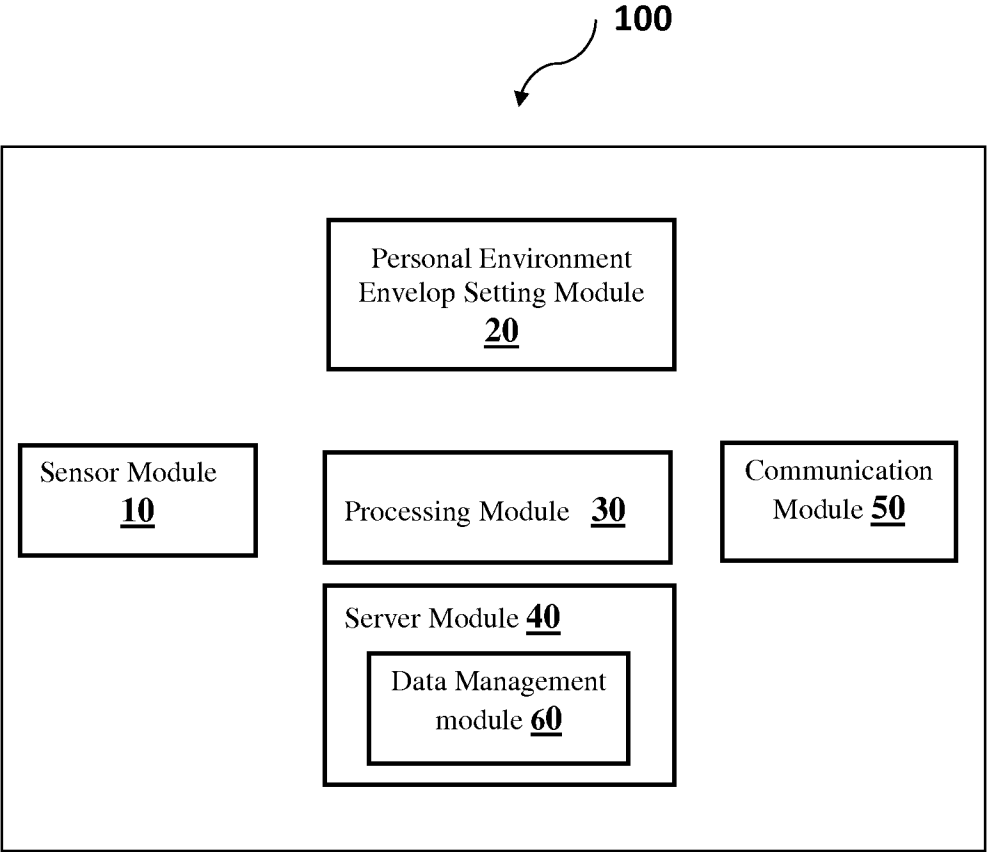 100
Personal Environment
Envelop Setting Module
20
Sensor Module
10
Processing Module 30
Communication
Module 50
Server Module 40
Data Management
module 60